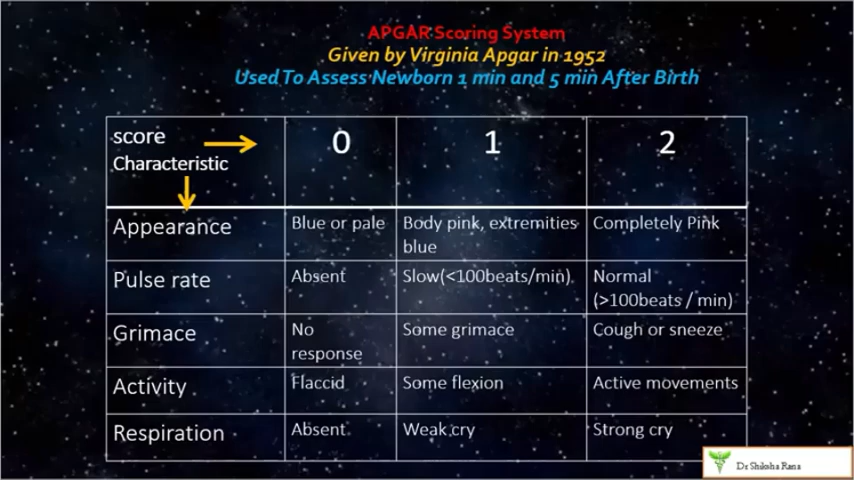 APGAR Scoring System
Given by Virginia Apgar in 1952
Used To Assess Newborn 1 min and 5 min After Birth
score 0 1 2
Characteristic
Appearance Blue or pale Body pink, extremities blue Completely Pink
Pulse rate Absent Slow(<100beats/min) Normal (>100beats / min)
Grimace No response Some grimace Cough or sneeze
Activity Flaccid Some flexion Active movements
Respiration Absent Weak cry Strong cry
Dr Shiksha Rana